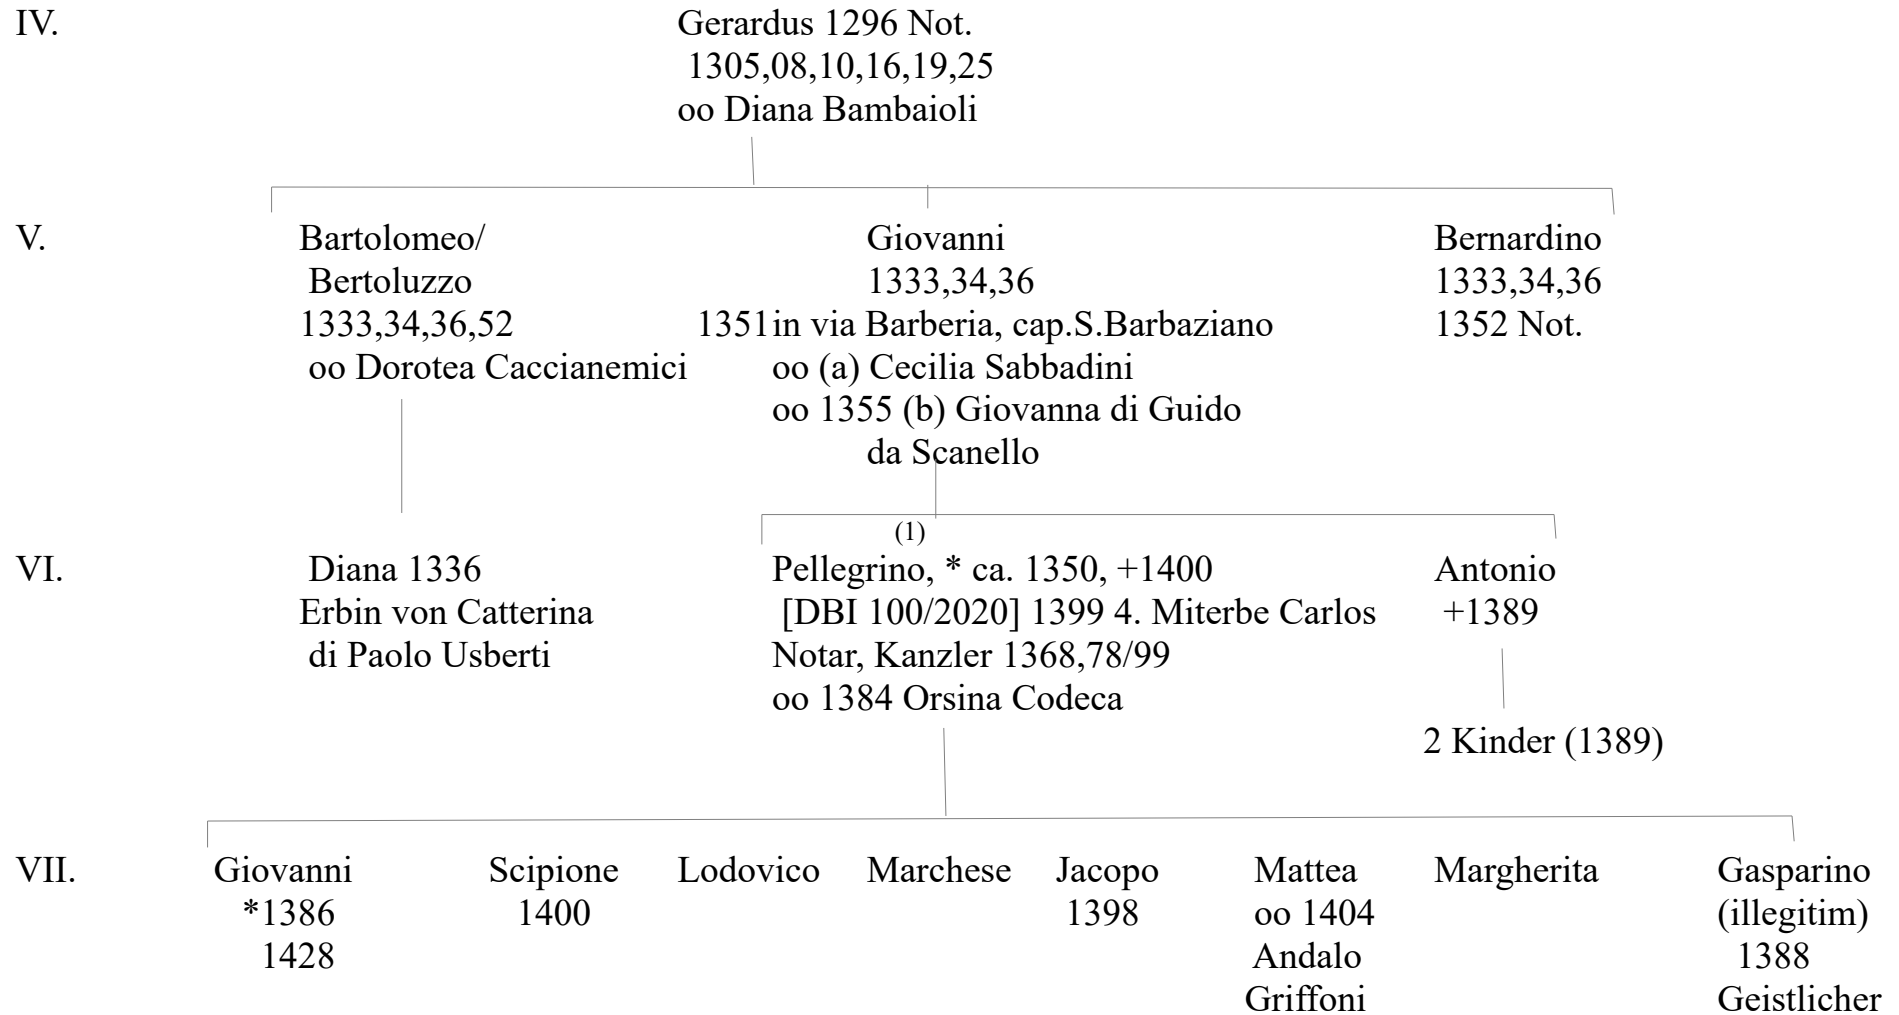 IV. Gerardus 1296 Not.
1305,08,10,16,19,25
oo Diana Bambaioli
V. Bartolomeo/ Giovanni Bernardino
Bertoluzzo 1333,34,36 1333,34,36
1333,34,36,52 1351in via Barberia, cap.S.Barbaziano 1352 Not.
oo Dorotea Caccianemici oo (a) Cecilia Sabbadini
oo 1355 (b) Giovanna di Guido
da Scanello
(1)
VI. Diana 1336 Pellegrino, * ca. 1350, +1400 Antonio
Erbin von Catterina [DBI 100/2020] 1399 4. Miterbe Carlos +1389
di Paolo Usberti Notar, Kanzler 1368,78/99
oo 1384 Orsina Codeca
2 Kinder (1389)
VII. Giovanni Scipione Lodovico Marchese Jacopo Mattea Margherita Gasparino
*1386 1400 1398 oo 1404 (illegitim)
1428 Andalo 1388
Griffoni Geistlicher